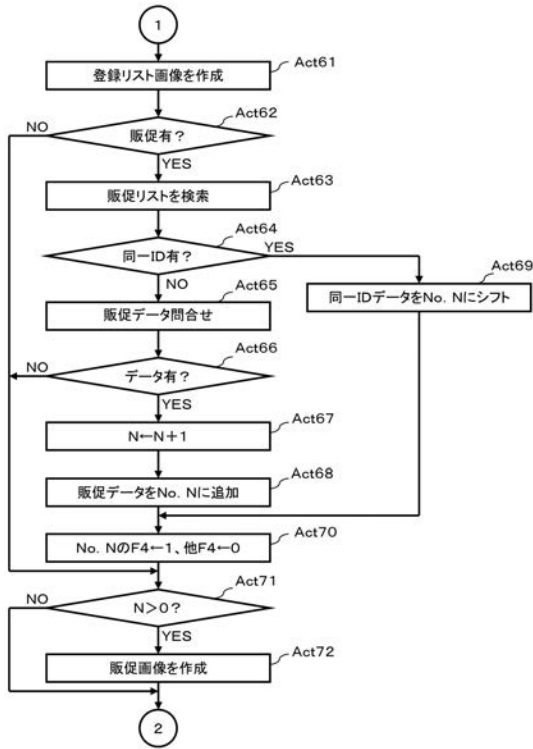 1
登録リスト画像を作成
Act61
販促有?
Act62
NO
YES
販促リストを検索
Act63
同一ID有?
Act64
YES
NO
同一IDデータをNo. Nにシフト
Act69
販促データ問合せ
Act65
データ有?
Act66
NO
YES
N←N+1
Act67
販促データをNo. Nに追加
Act68
No. NのF4←1、他F4←0
Act70
N>0?
Act71
NO
YES
販促画像を作成
Act72
2